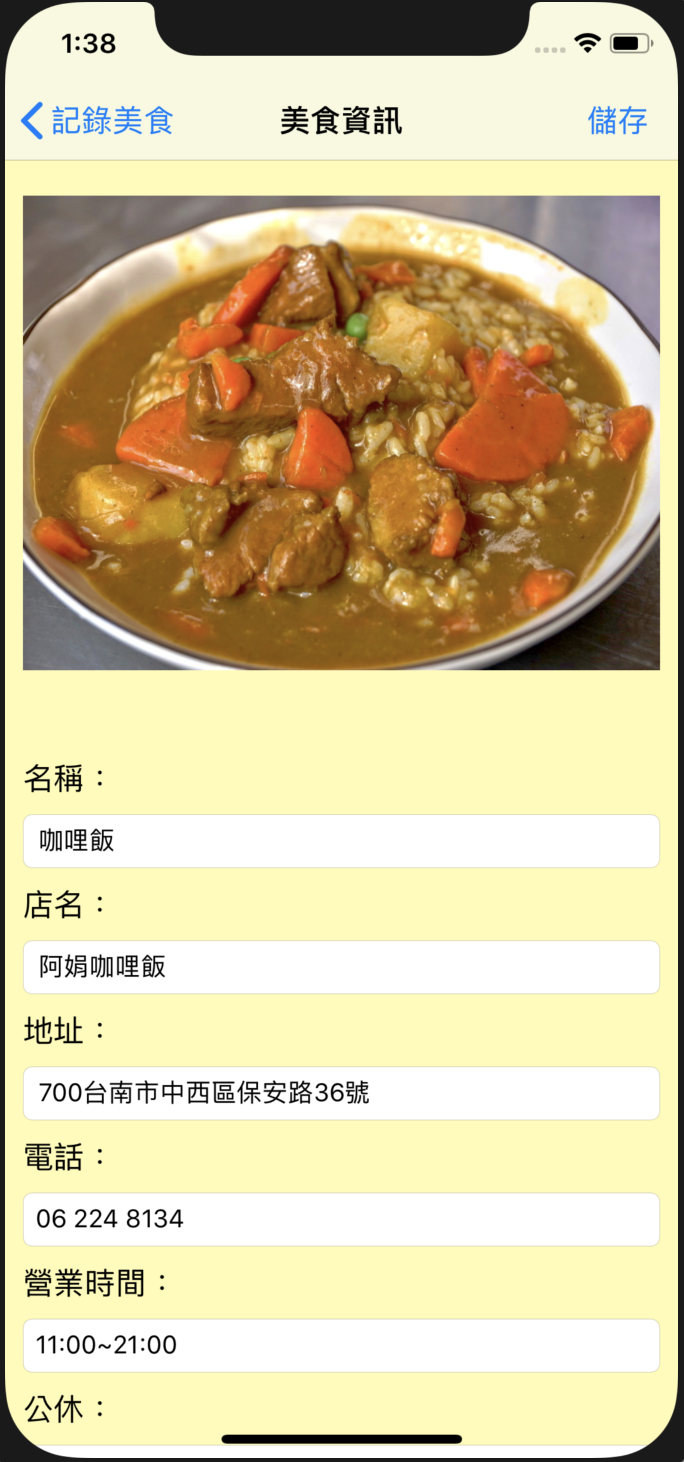 1:38
記錄美食
美食資訊
儲存
名稱：
咖哩飯
店名：
阿娟咖哩飯
地址：
700台南市中西區保安路36號
電話：
06 224 8134
營業時間：
11:00~21:00
公休：